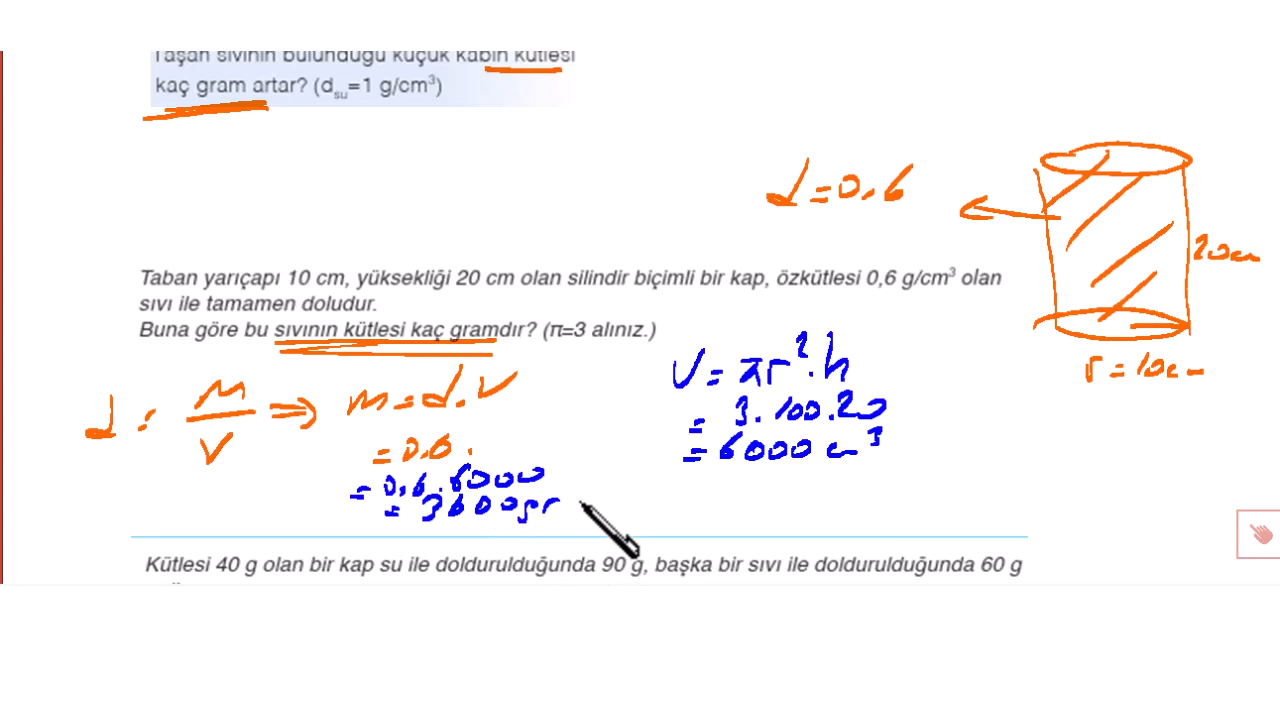 Taşan sıvının bulunduğu küçük kabın kütlesi
kaç gram artar? (dsu=1 g/cm³)
d=0,6
20cm
r=10cm
Taban yarıçapı 10 cm, yüksekliği 20 cm olan silindir biçimli bir kap, özkütlesi 0,6 g/cm³ olan
sıvı ile tamamen doludur.
Buna göre bu sıvının kütlesi kaç gramdır? (π=3 alınız.)
d = m/V ⇒ m=d.V
=0,6.
=0,6.6000
=3600gr
V=πr².h
=3.100.20
=6000 cm³
Kütlesi 40 g olan bir kap su ile doldurulduğunda 90 g, başka bir sıvı ile doldurulduğunda 60 g